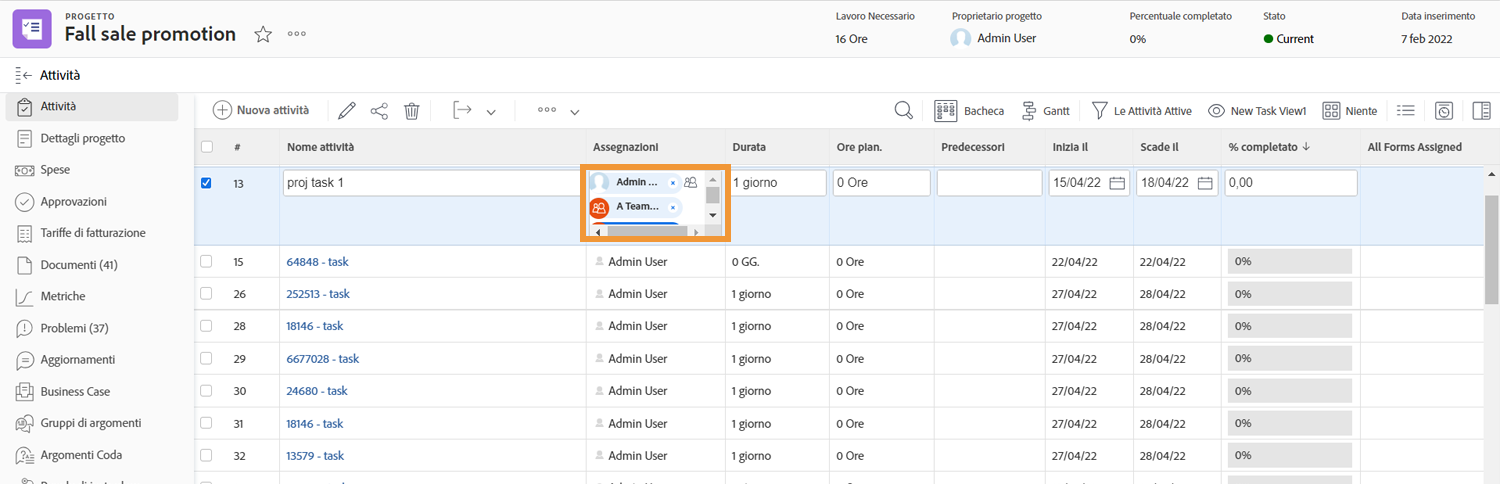 PROGETTO
Fall sale promotion
Lavoro Necessario
16 Ore
Proprietario progetto
Admin User
Percentuale completato
0%
Stato
Current
Data inserimento
7 feb 2022
Attività
Attività
Dettagli progetto
Spese
Approvazioni
Tariffe di fatturazione
Documenti (41)
Metriche
Problemi (37)
Aggiornamenti
Business Case
Gruppi di argomenti
Argomenti Coda
Nuova attività
Bacheca
Gantt
Le Attività Attive
New Task View1
Niente
# Nome attività Assegnazioni Durata Ore pian. Predecessori Inizia il Scade il % completato All Forms Assigned
13 proj task 1 Admin ... 1 giorno 0 Ore 15/04/22 18/04/22 0,00
A Team...
15 64848 - task Admin User 0 GG. 0 Ore 22/04/22 22/04/22 0%
26 252513 - task Admin User 1 giorno 0 Ore 27/04/22 28/04/22 0%
28 18146 - task Admin User 1 giorno 0 Ore 27/04/22 28/04/22 0%
29 6677028 - task Admin User 1 giorno 0 Ore 27/04/22 28/04/22 0%
30 24680 - task Admin User 1 giorno 0 Ore 27/04/22 28/04/22 0%
31 18146 - task Admin User 1 giorno 0 Ore 27/04/22 28/04/22 0%
32 13579 - task Admin User 1 giorno 0 Ore 27/04/22 28/04/22 0%